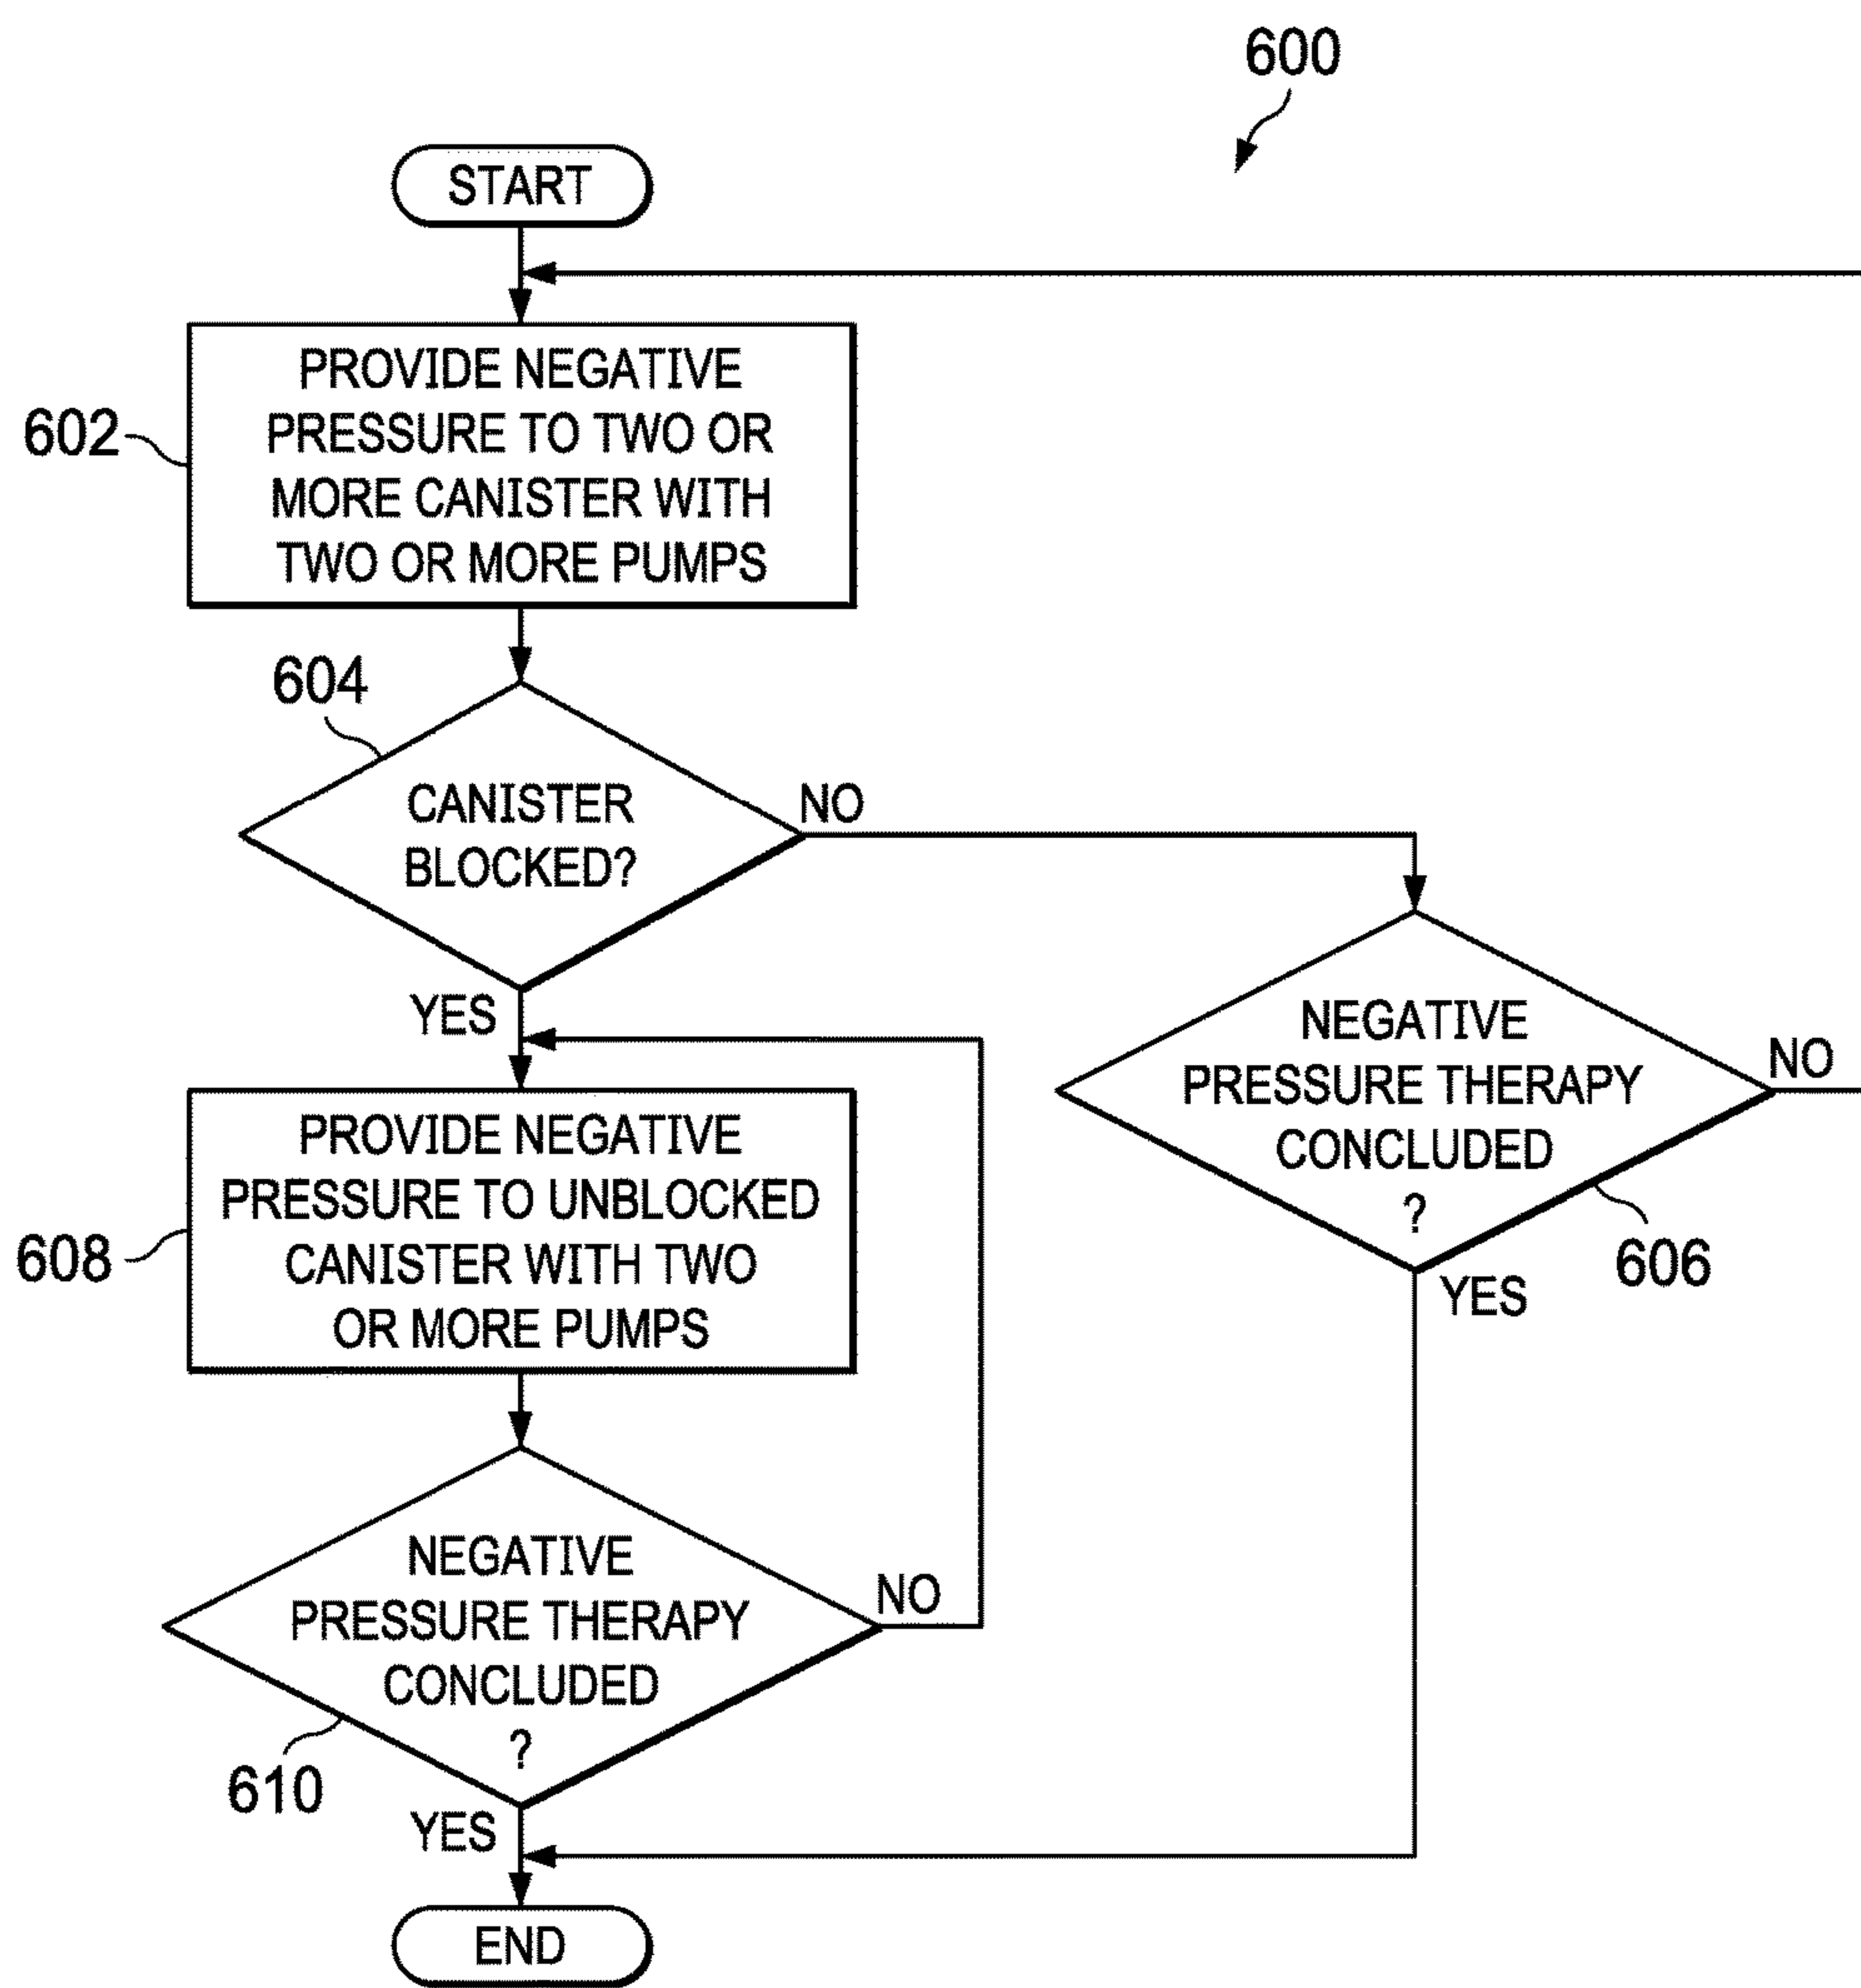 600
START
602
PROVIDE NEGATIVE
PRESSURE TO TWO OR
MORE CANISTER WITH
TWO OR MORE PUMPS
604
CANISTER
BLOCKED?
NO
YES
NEGATIVE
PRESSURE THERAPY
CONCLUDED
?
NO
606
YES
608
PROVIDE NEGATIVE
PRESSURE TO UNBLOCKED
CANISTER WITH TWO
OR MORE PUMPS
NEGATIVE
PRESSURE THERAPY
CONCLUDED
?
NO
610
YES
END